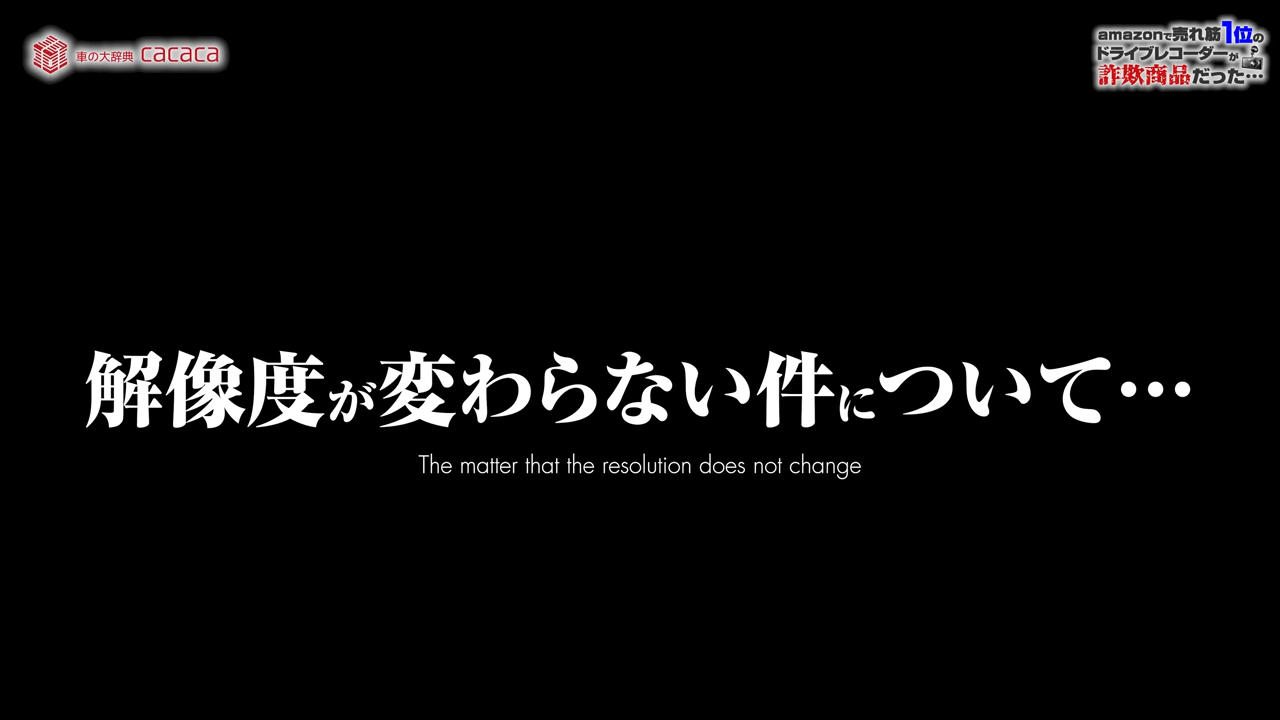 車の大辞典 cacaca
amazonで売れ筋1位の
ドライブレコーダーが
詐欺商品だった…
解像度が変わらない件について…
The matter that the resolution does not change